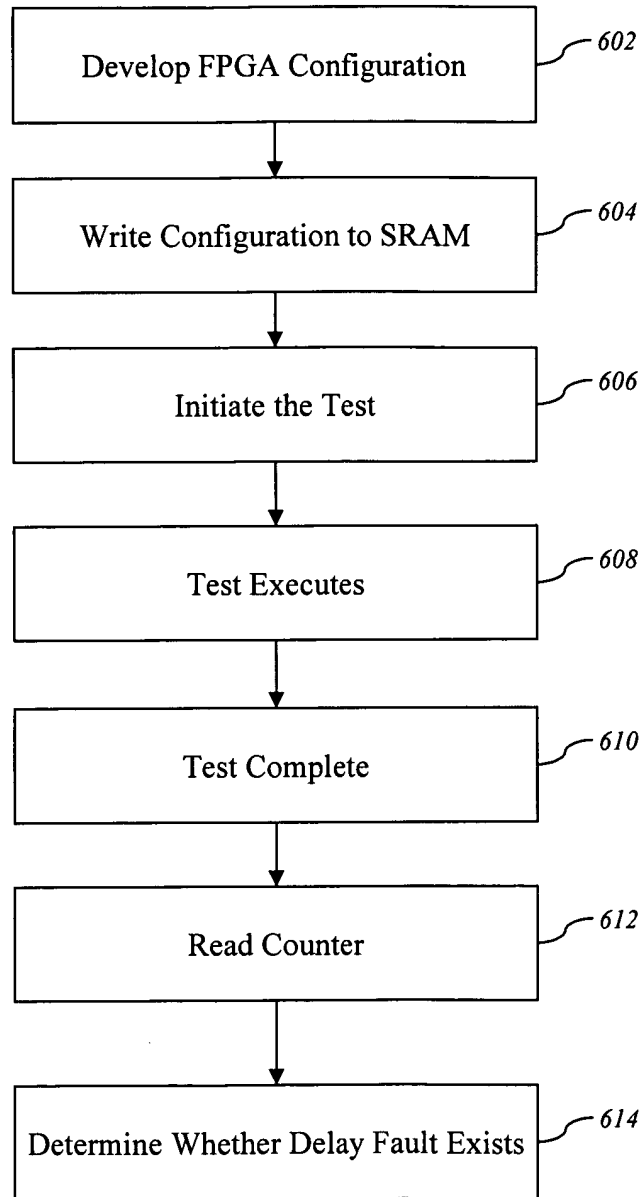 Develop FPGA Configuration
602
Write Configuration to SRAM
604
Initiate the Test
606
Test Executes
608
Test Complete
610
Read Counter
612
Determine Whether Delay Fault Exists
614